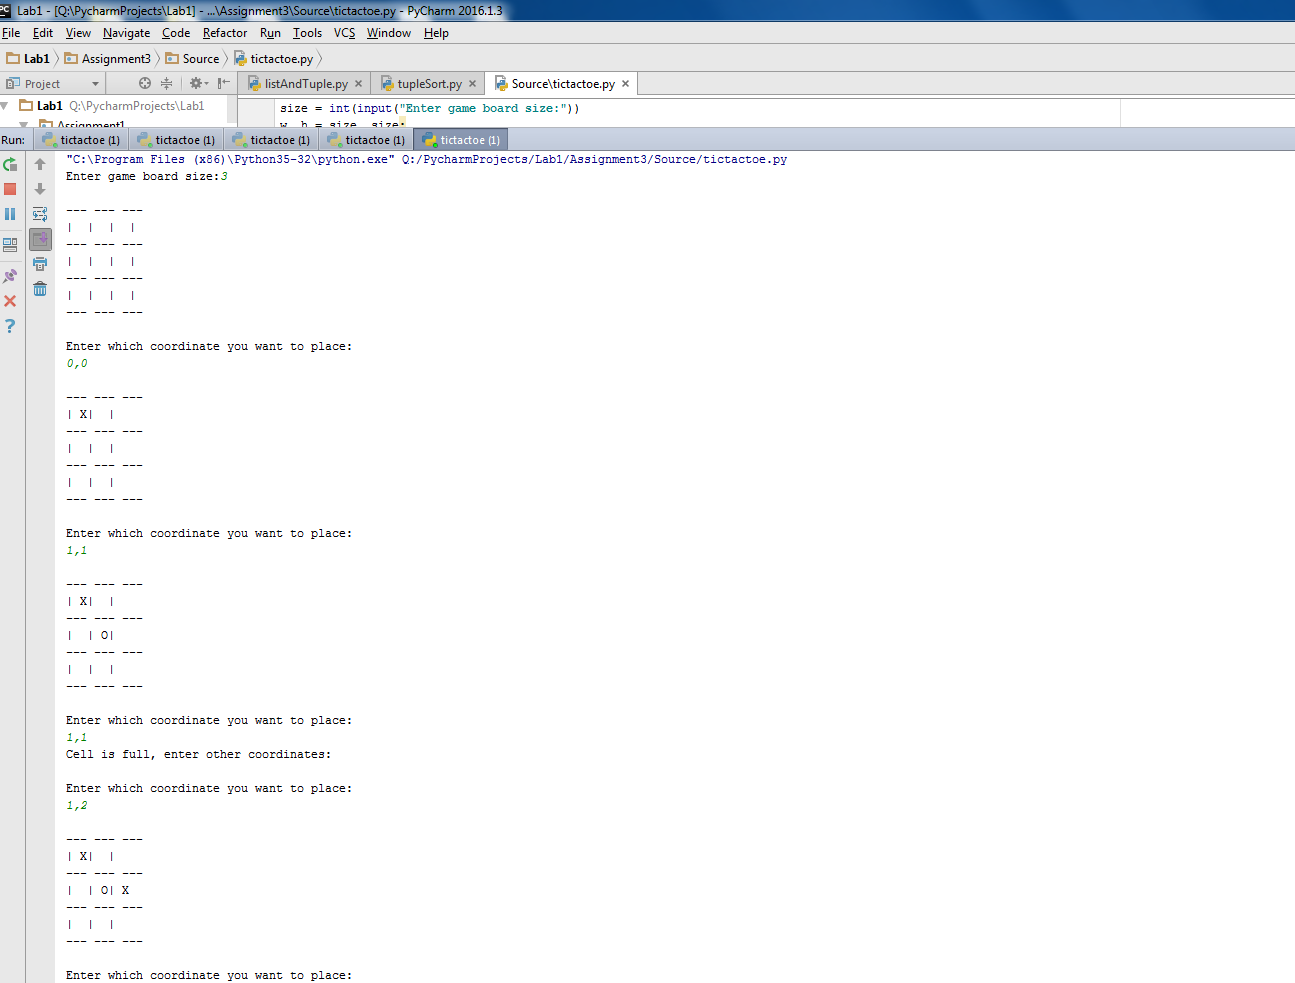 Lab1 - [Q:\PycharmProjects\Lab1] - ...\Assignment3\Source\tictactoe.py - PyCharm 2016.1.3
File Edit View Navigate Code Refactor Run Tools VCS Window Help
Lab1 Assignment3 Source tictactoe.py
Project listAndTuple.py tupleSort.py Source\tictactoe.py
Lab1 Q:\PycharmProjects\Lab1 size = int(input("Enter game board size:"))
Assignment1 w, h = size, size;
Run: tictactoe (1) tictactoe (1) tictactoe (1) tictactoe (1) tictactoe (1)
"C:\Program Files (x86)\Python35-32\python.exe" Q:/PycharmProjects/Lab1/Assignment3/Source/tictactoe.py
Enter game board size:3
--- --- ---
|  |  |  |
--- --- ---
|  |  |  |
--- --- ---
|  |  |  |
--- --- ---
Enter which coordinate you want to place:
0,0
--- --- ---
| X|  |
--- --- ---
|  |  |
--- --- ---
|  |  |
--- --- ---
Enter which coordinate you want to place:
1,1
--- --- ---
| X|  |
--- --- ---
|  | O|
--- --- ---
|  |  |
--- --- ---
Enter which coordinate you want to place:
1,1
Cell is full, enter other coordinates:
Enter which coordinate you want to place:
1,2
--- --- ---
| X|  |
--- --- ---
|  | O| X
--- --- ---
|  |  |
--- --- ---
Enter which coordinate you want to place: